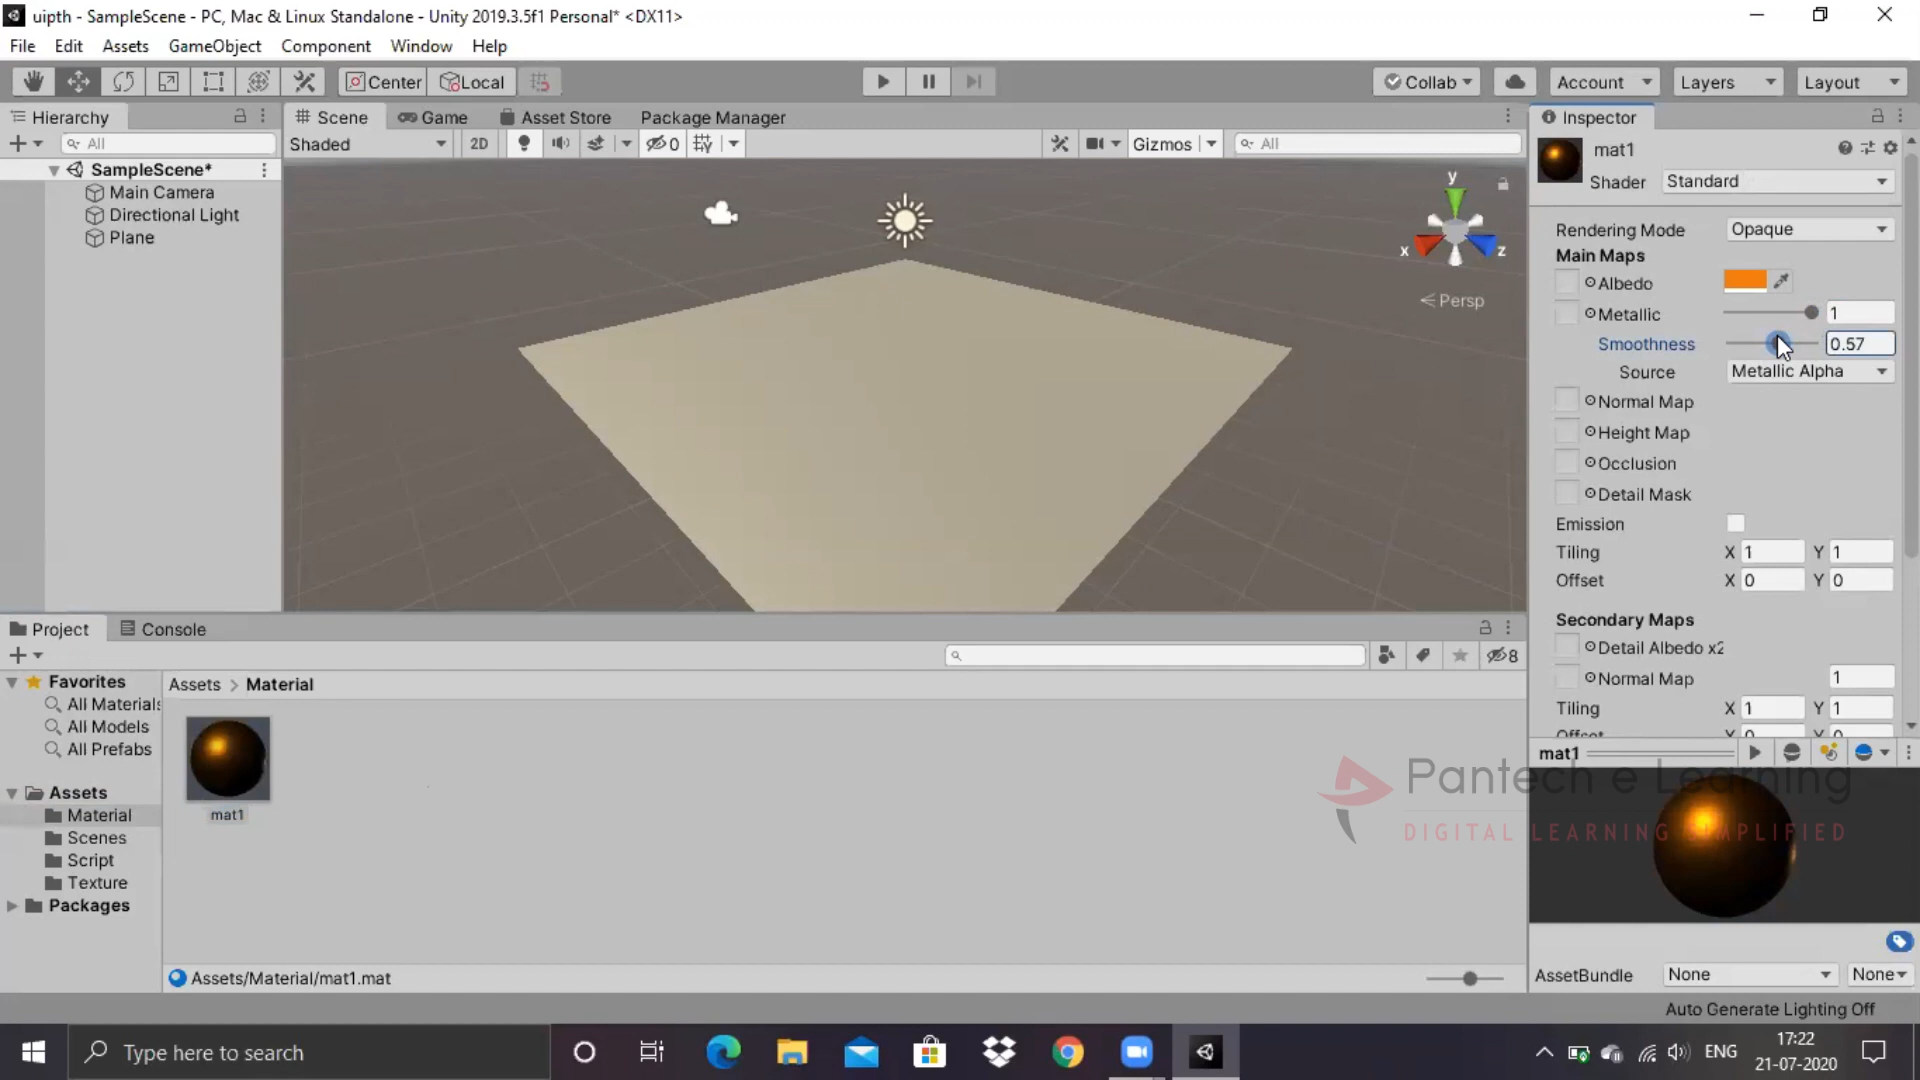 uipth - SampleScene - PC, Mac & Linux Standalone - Unity 2019.3.5f1 Personal* <DX11>
File Edit Assets GameObject Component Window Help
Center Local Collab Account Layers Layout
Hierarchy
All
SampleScene*
Main Camera
Directional Light
Plane
Scene Game Asset Store Package Manager
Shaded 2D 0 Gizmos All
y
x z
Persp
Inspector
mat1
Shader Standard
Rendering Mode Opaque
Main Maps
Albedo
Metallic 1
Smoothness 0.57
Source Metallic Alpha
Normal Map
Height Map
Occlusion
Detail Mask
Emission
Tiling X 1 Y 1
Offset X 0 Y 0
Secondary Maps
Detail Albedo x2
Normal Map 1
Tiling X 1 Y 1
Offset X 0 Y 0
mat1
Pantech e Learning
DIGITAL LEARNING SIMPLIFIED
AssetBundle None None
Auto Generate Lighting Off
Project Console
8
Favorites
All Materials
All Models
All Prefabs
Assets
Material
Scenes
Script
Texture
Packages
Assets > Material
mat1
Assets/Material/mat1.mat
Type here to search
ENG
17:22
21-07-2020